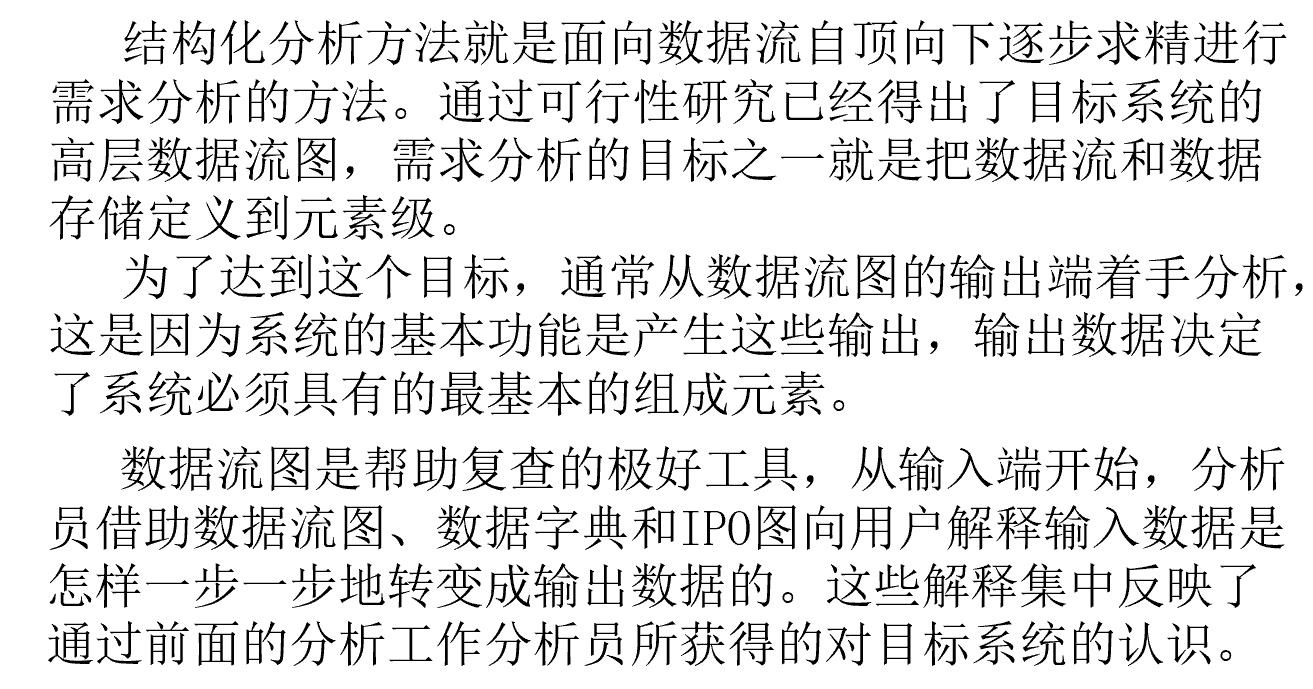 结构化分析方法就是面向数据流自顶向下逐步求精进行
需求分析的方法。通过可行性研究已经得出了目标系统的
高层数据流图，需求分析的目标之一就是把数据流和数据
存储定义到元素级。
为了达到这个目标，通常从数据流图的输出端着手分析，
这是因为系统的基本功能是产生这些输出，输出数据决定
了系统必须具有的最基本的组成元素。
数据流图是帮助复查的极好工具，从输入端开始，分析
员借助数据流图、数据字典和IPO图向用户解释输入数据是
怎样一步一步地转变成输出数据的。这些解释集中反映了
通过前面的分析工作分析员所获得的对目标系统的认识。